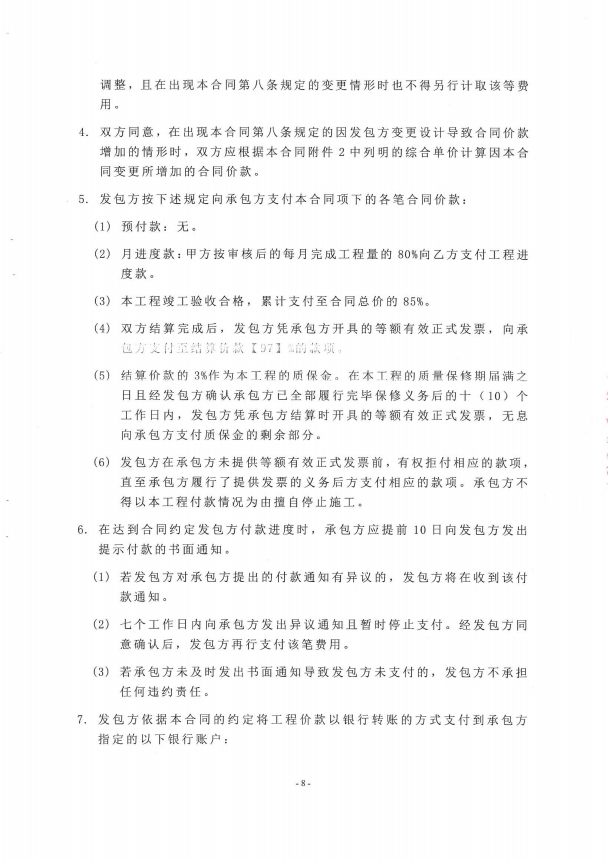 调整，且在出现本合同第八条规定的变更情形时也不得另行计取该等费
用。
4. 双方同意，在出现本合同第八条规定的因发包方变更设计导致合同价款
增加的情形时，双方应根据本合同附件 2 中列明的综合单价计算因本合
同变更所增加的合同价款。
5. 发包方按下述规定向承包方支付本合同项下的各笔合同价款：
(1) 预付款：无。
(2) 月进度款：甲方按审核后的每月完成工程量的 80%向乙方支付工程进
度款。
(3) 本工程竣工验收合格，累计支付至合同总价的 85%。
(4) 双方结算完成后，发包方凭承包方开具的等额有效正式发票，向承
包方支付至结算价款【97】%的款项。
(5) 结算价款的 3%作为本工程的质保金。在本工程的质量保修期届满之
日且经发包方确认承包方已全部履行完毕保修义务后的十（10）个
工作日内，发包方凭承包方结算时开具的等额有效正式发票，无息
向承包方支付质保金的剩余部分。
(6) 发包方在承包方未提供等额有效正式发票前，有权拒付相应的款项，
直至承包方履行了提供发票的义务后方支付相应的款项。承包方不
得以本工程付款情况为由擅自停止施工。
6. 在达到合同约定发包方付款进度时，承包方应提前 10 日向发包方发出
提示付款的书面通知。
(1) 若发包方对承包方提出的付款通知有异议的，发包方将在收到该付
款通知。
(2) 七个工作日内向承包方发出异议通知且暂时停止支付。经发包方同
意确认后，发包方再行支付该笔费用。
(3) 若承包方未及时发出书面通知导致发包方未支付的，发包方不承担
任何违约责任。
7. 发包方依据本合同的约定将工程价款以银行转账的方式支付到承包方
指定的以下银行账户：
- 8 -